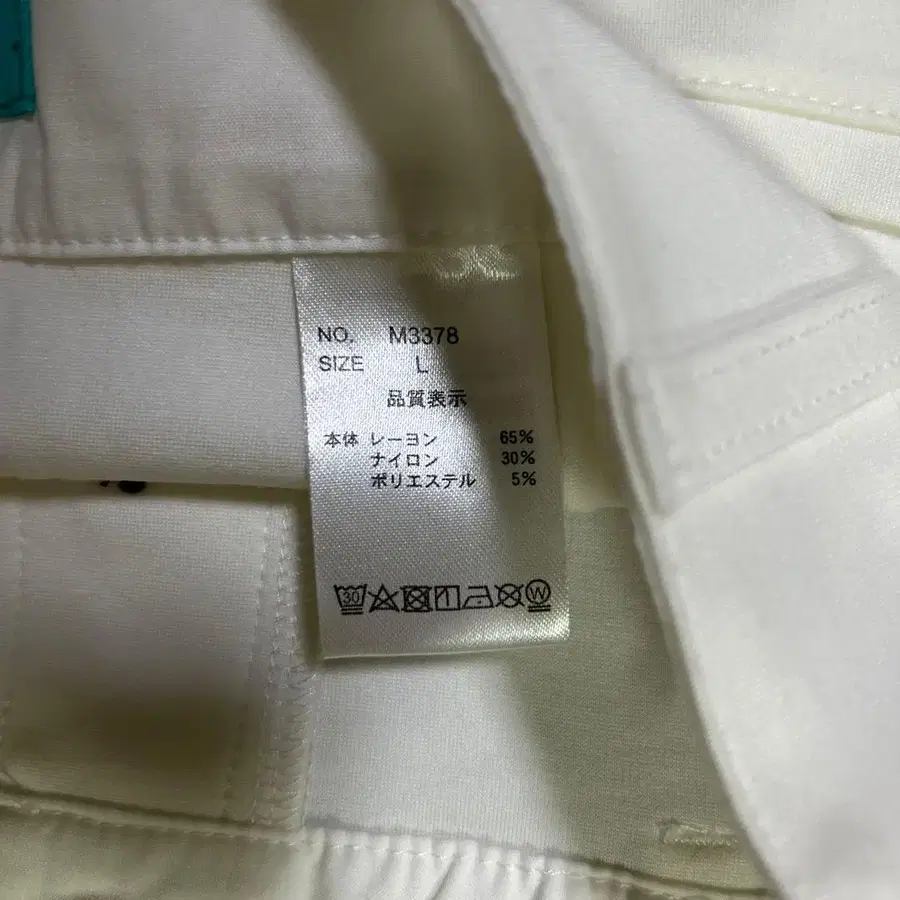 NO. M3378
SIZE L
品質表示
本体 レーヨン 65%
ナイロン 30%
ポリエステル 5%
30 W